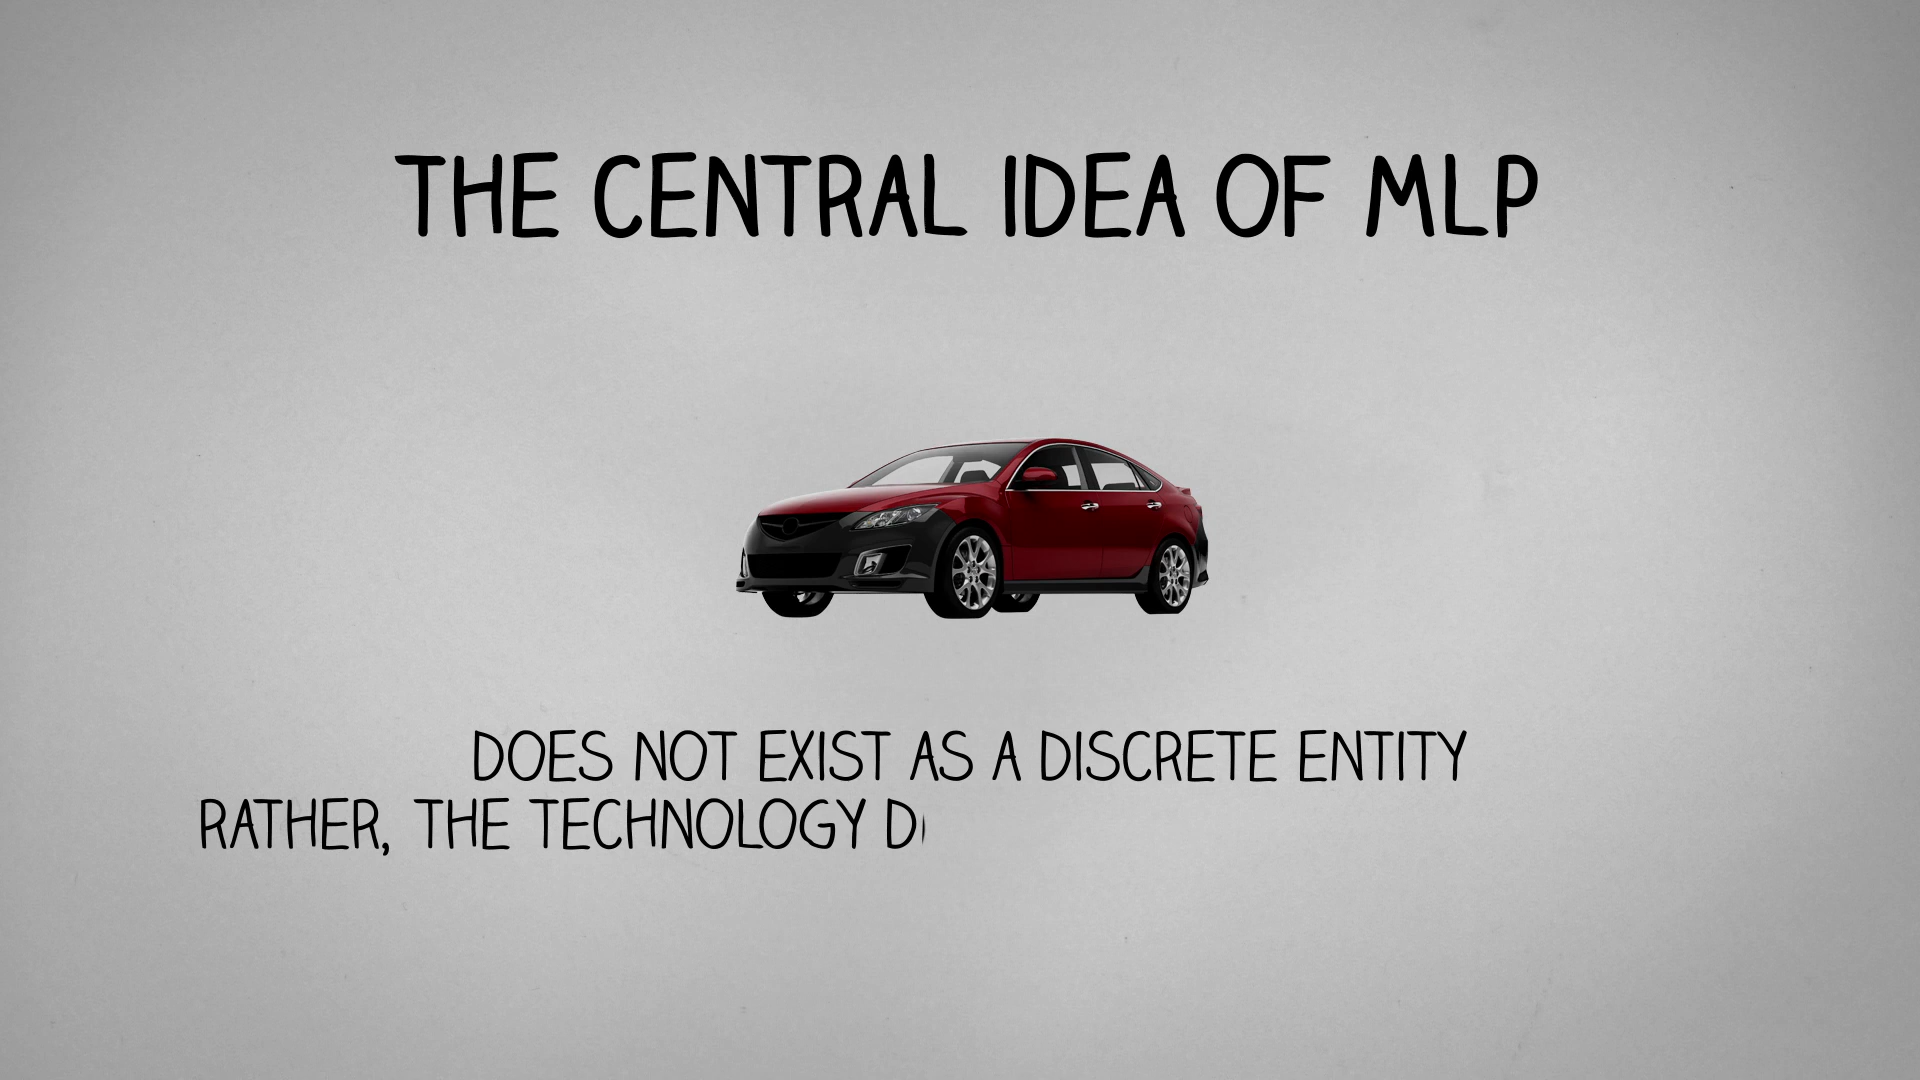 THE CENTRAL IDEA OF MLP
DOES NOT EXIST AS A DISCRETE ENTITY
RATHER, THE TECHNOLOGY D